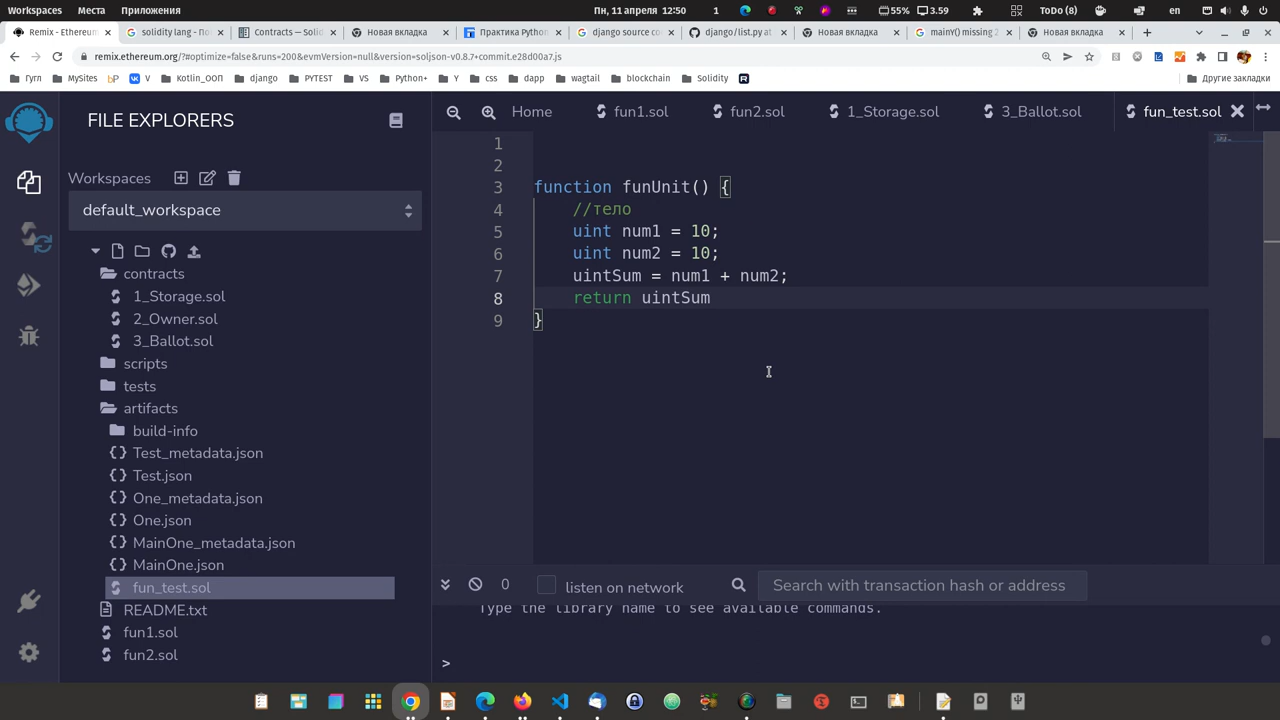 Workspaces Места Приложения Пн, 11 апреля 12:50 1 55% 3.59 ToDo (8) en
Remix - Ethereum solidity lang - По Contracts — Solid Новая вкладка Практика Python django source co django/list.py at mainY() missing 2 Новая вкладка
remix.ethereum.org/?#optimize=false&runs=200&evmVersion=null&version=soljson-v0.8.7+commit.e28d00a7.js
Гугл MySites V Kotlin_ООП django PYTEST VS Python+ Y css dapp wagtail blockchain Solidity Другие закладки
FILE EXPLORERS
Home fun1.sol fun2.sol 1_Storage.sol 3_Ballot.sol fun_test.sol
Workspaces
default_workspace
contracts
1_Storage.sol
2_Owner.sol
3_Ballot.sol
scripts
tests
artifacts
build-info
Test_metadata.json
Test.json
One_metadata.json
One.json
MainOne_metadata.json
MainOne.json
fun_test.sol
README.txt
fun1.sol
fun2.sol
1
2
3 function funUnit() {
4 //тело
5 uint num1 = 10;
6 uint num2 = 10;
7 uintSum = num1 + num2;
8 return uintSum
9 }
0 listen on network Search with transaction hash or address
Type the library name to see available commands.
>